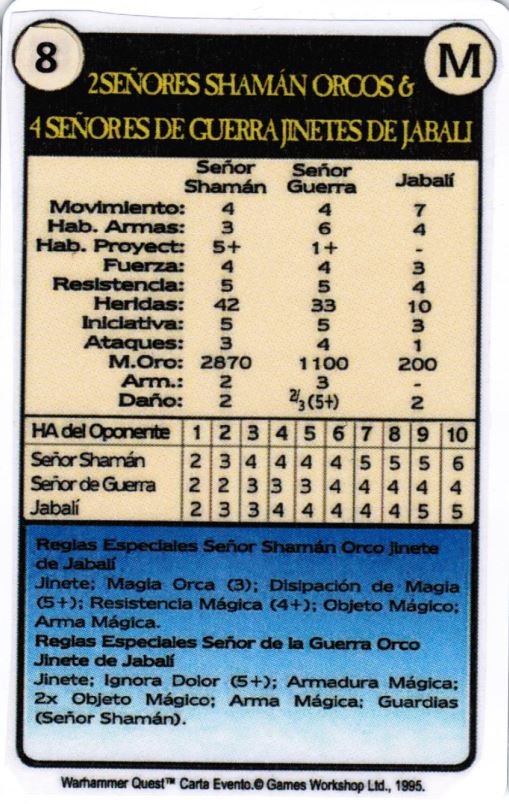 8
M
2 SEÑORES SHAMÁN ORCOS &
4 SEÑORES DE GUERRA JINETES DE JABALI
Señor Shamán Señor Guerra Jabalí
Movimiento: 4 4 7
Hab. Armas: 3 6 4
Hab. Proyect: 5+ 1+ -
Fuerza: 4 4 3
Resistencia: 5 5 4
Heridas: 42 33 10
Iniciativa: 5 5 3
Ataques: 3 4 1
M.Oro: 2870 1100 200
Arm.: 2 3 -
Daño: 2 2/3 (5+) 2
HA del Oponente 1 2 3 4 5 6 7 8 9 10
Señor Shamán 2 3 4 4 4 4 5 5 5 6
Señor de Guerra 2 2 3 3 3 4 4 4 4 4
Jabalí 2 3 3 4 4 4 4 4 5 5
Reglas Especiales Señor Shamán Orco Jinete
de Jabalí
Jinete; Magia Orca (3); Disipación de Magia
(5+); Resistencia Mágica (4+); Objeto Mágico;
Arma Mágica.
Reglas Especiales Señor de la Guerra Orco
Jinete de Jabalí
Jinete; Ignora Dolor (5+); Armadura Mágica;
2x Objeto Mágico; Arma Mágica; Guardias
(Señor Shamán).
Warhammer Quest™ Carta Evento.© Games Workshop Ltd., 1995.